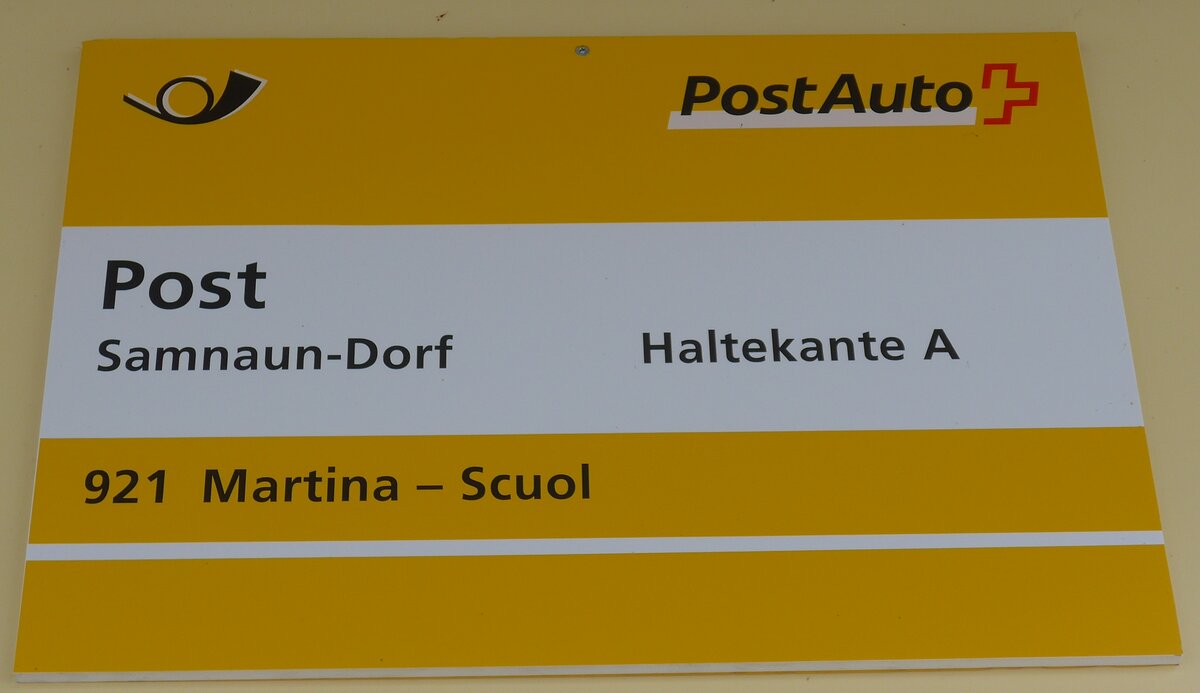 PostAuto
Post
Samnaun-Dorf Haltekante A
921 Martina – Scuol